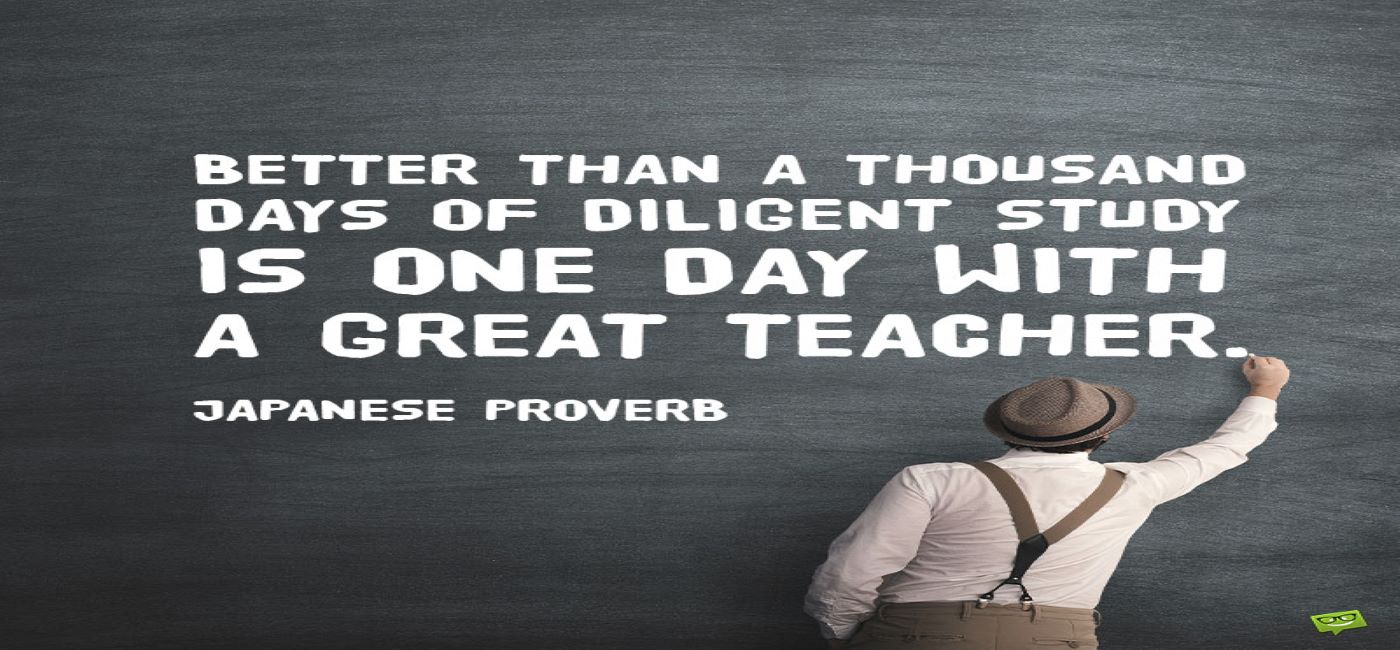 BETTER THAN A THOUSAND
DAYS OF DILIGENT STUDY
IS ONE DAY WITH
A GREAT TEACHER.
JAPANESE PROVERB